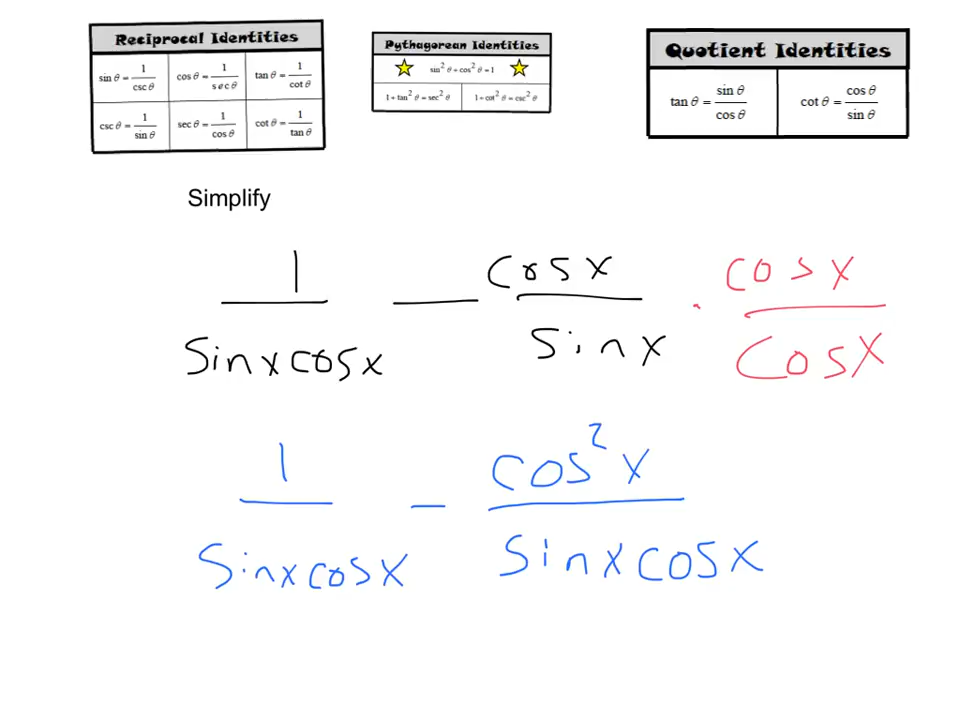 Reciprocal Identities
sin θ = 1/csc θ cos θ = 1/sec θ tan θ = 1/cot θ
csc θ = 1/sin θ sec θ = 1/cos θ cot θ = 1/tan θ
Pythagorean Identities
sin² θ + cos² θ = 1
1 + tan² θ = sec² θ 1 + cot² θ = csc² θ
Quotient Identities
tan θ = sin θ/cos θ cot θ = cos θ/sin θ
Simplify
1/sinx cosx — cosx/sinx · cosx/cosx
1/sinx cosx - cos²x/sinx cosx